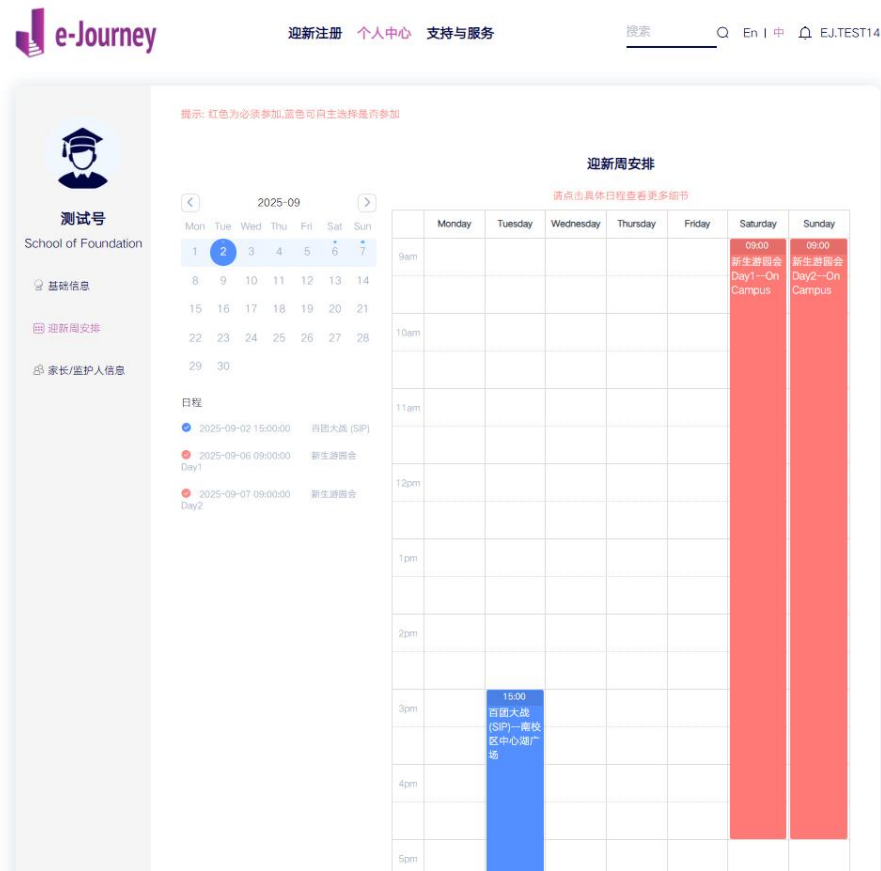 e-Journey
迎新注册 个人中心 支持与服务
搜索
En | 中
EJ.TEST14
提示: 红色为必须参加,蓝色可自主选择是否参加
测试号
School of Foundation
基础信息
迎新周安排
家长/监护人信息
2025-09
Mon Tue Wed Thu Fri Sat Sun
1 2 3 4 5 6 7
8 9 10 11 12 13 14
15 16 17 18 19 20 21
22 23 24 25 26 27 28
29 30
日程
2025-09-02 15:00:00 百团大战 (SIP)
2025-09-06 09:00:00 新生游园会
Day1
2025-09-07 09:00:00 新生游园会
Day2
迎新周安排
请点击具体日程查看更多细节
Monday Tuesday Wednesday Thursday Friday Saturday Sunday
9am
10am
11am
12pm
1pm
2pm
3pm
4pm
5pm
15:00
百团大战
(SIP)--南校
区中心湖广
场
09:00
新生游园会
Day1--On
Campus
09:00
新生游园会
Day2--On
Campus